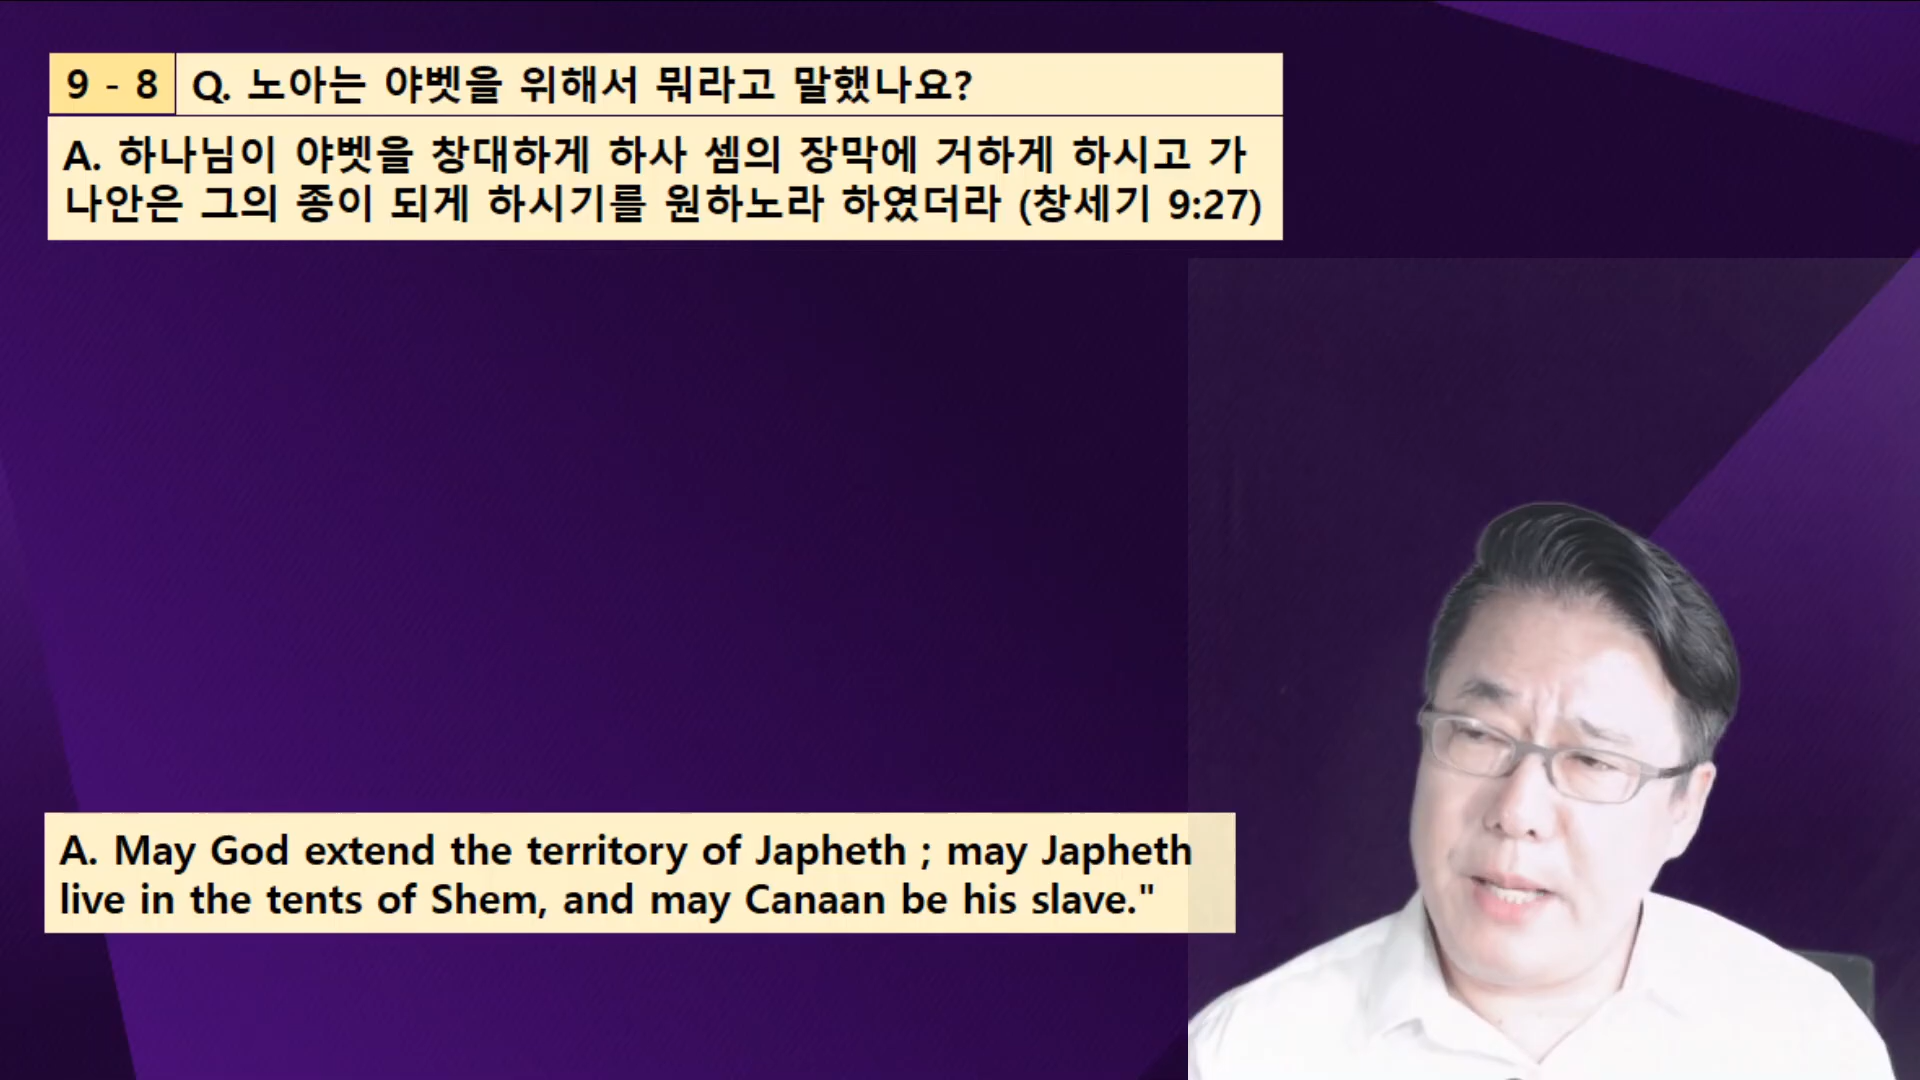 9 - 8 Q. 노아는 야벳을 위해서 뭐라고 말했나요?
A. 하나님이 야벳을 창대하게 하사 셈의 장막에 거하게 하시고 가
나안은 그의 종이 되게 하시기를 원하노라 하였더라 (창세기 9:27)
A. May God extend the territory of Japheth ; may Japheth
live in the tents of Shem, and may Canaan be his slave."